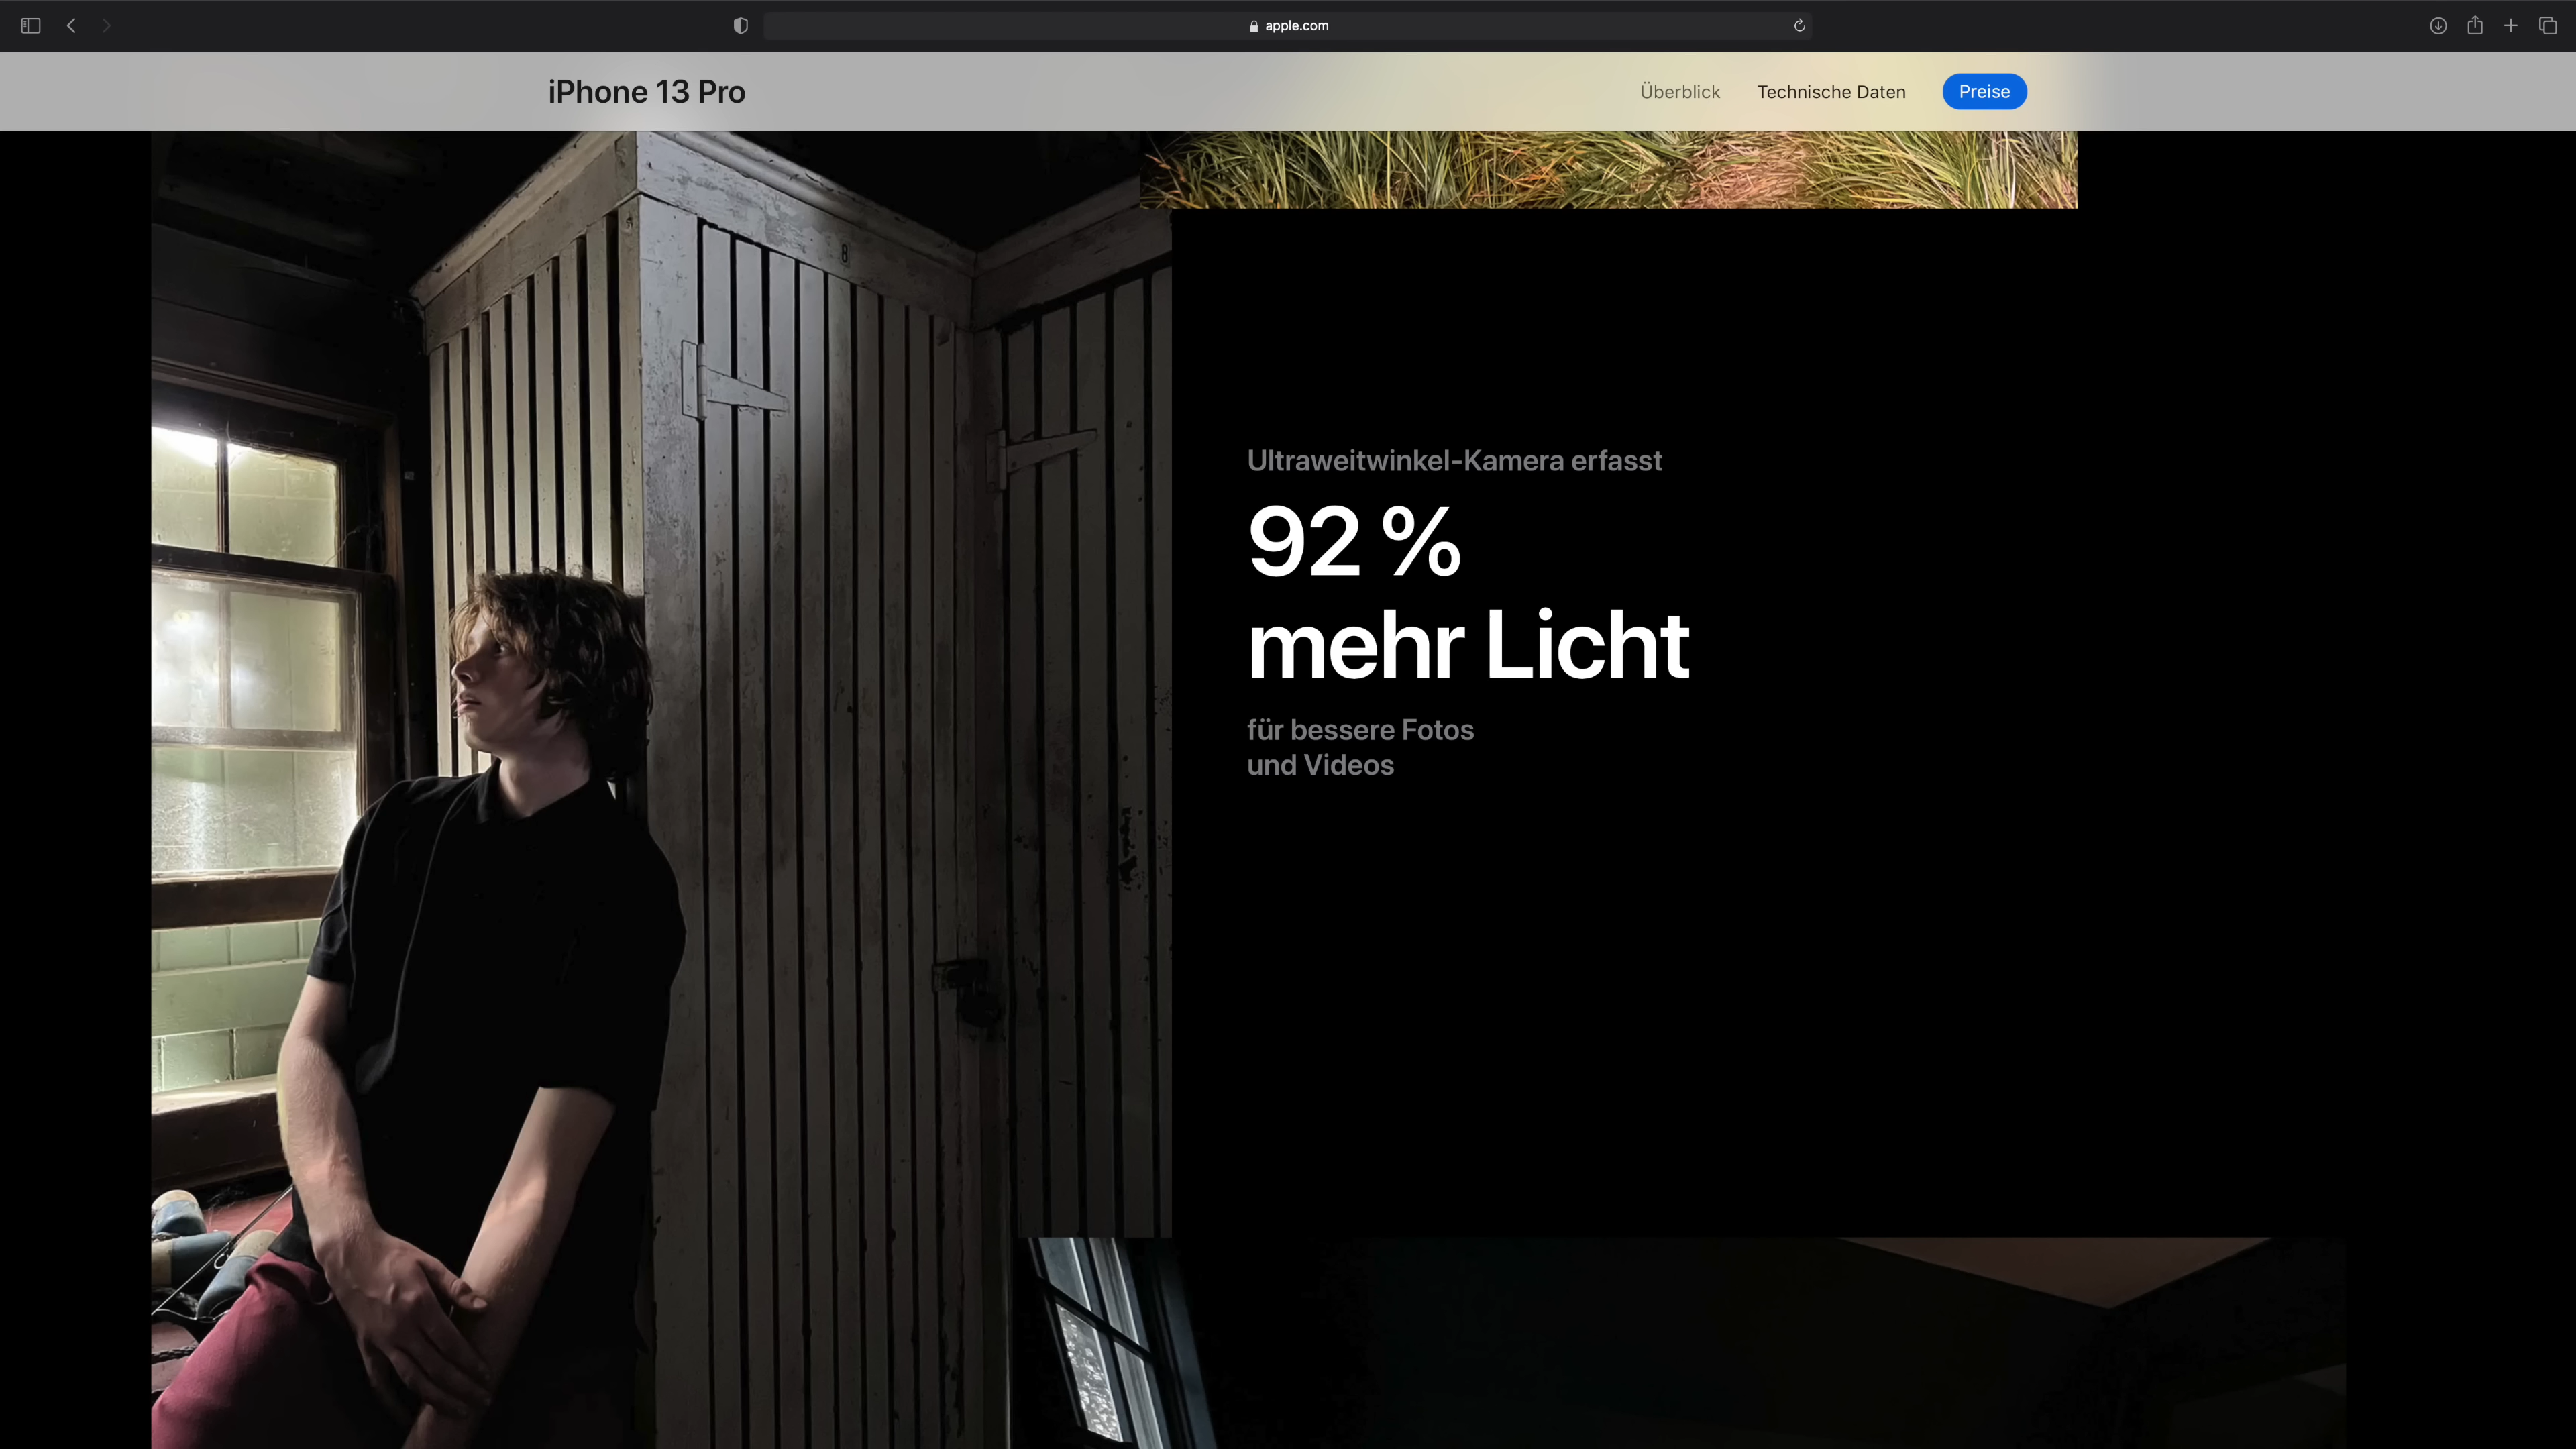 apple.com
iPhone 13 Pro
Überblick
Technische Daten
Preise
8
Ultraweitwinkel-Kamera erfasst
92 %
mehr Licht
für bessere Fotos
und Videos